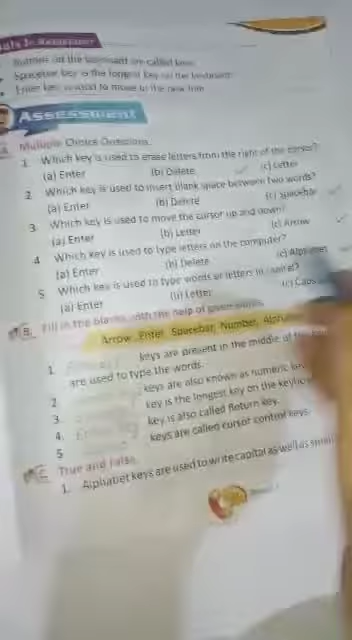 Buttons on the keyboard are called keys.
Spacebar key is the longest key on the keyboard.
Enter key is used to move to the new line.
ASSESSMENT
A. Multiple Choice Questions.
1. Which key is used to erase letters from the right of the cursor?
(a) Enter (b) Delete (c) Letter
2. Which key is used to insert blank space between two words?
(a) Enter (b) Delete (c) Spacebar
3. Which key is used to move the cursor up and down?
(a) Enter (b) Letter (c) Arrow
4. Which key is used to type letters on the computer?
(a) Enter (b) Delete (c) Alphabet
5. Which key is used to type words or letters in capital?
(a) Enter (b) Letter (c) Caps
B. Fill in the blanks with the help of given words.
Arrow, Enter, Spacebar, Number,
1. keys are present in the middle of the
are used to type the words.
2. keys are also known as numeric
3. key is the longest key on the
4. key is also called Return key.
5. keys are called cursor control keys.
C. True and False.
1. Alphabet keys are used to write capital as well as small